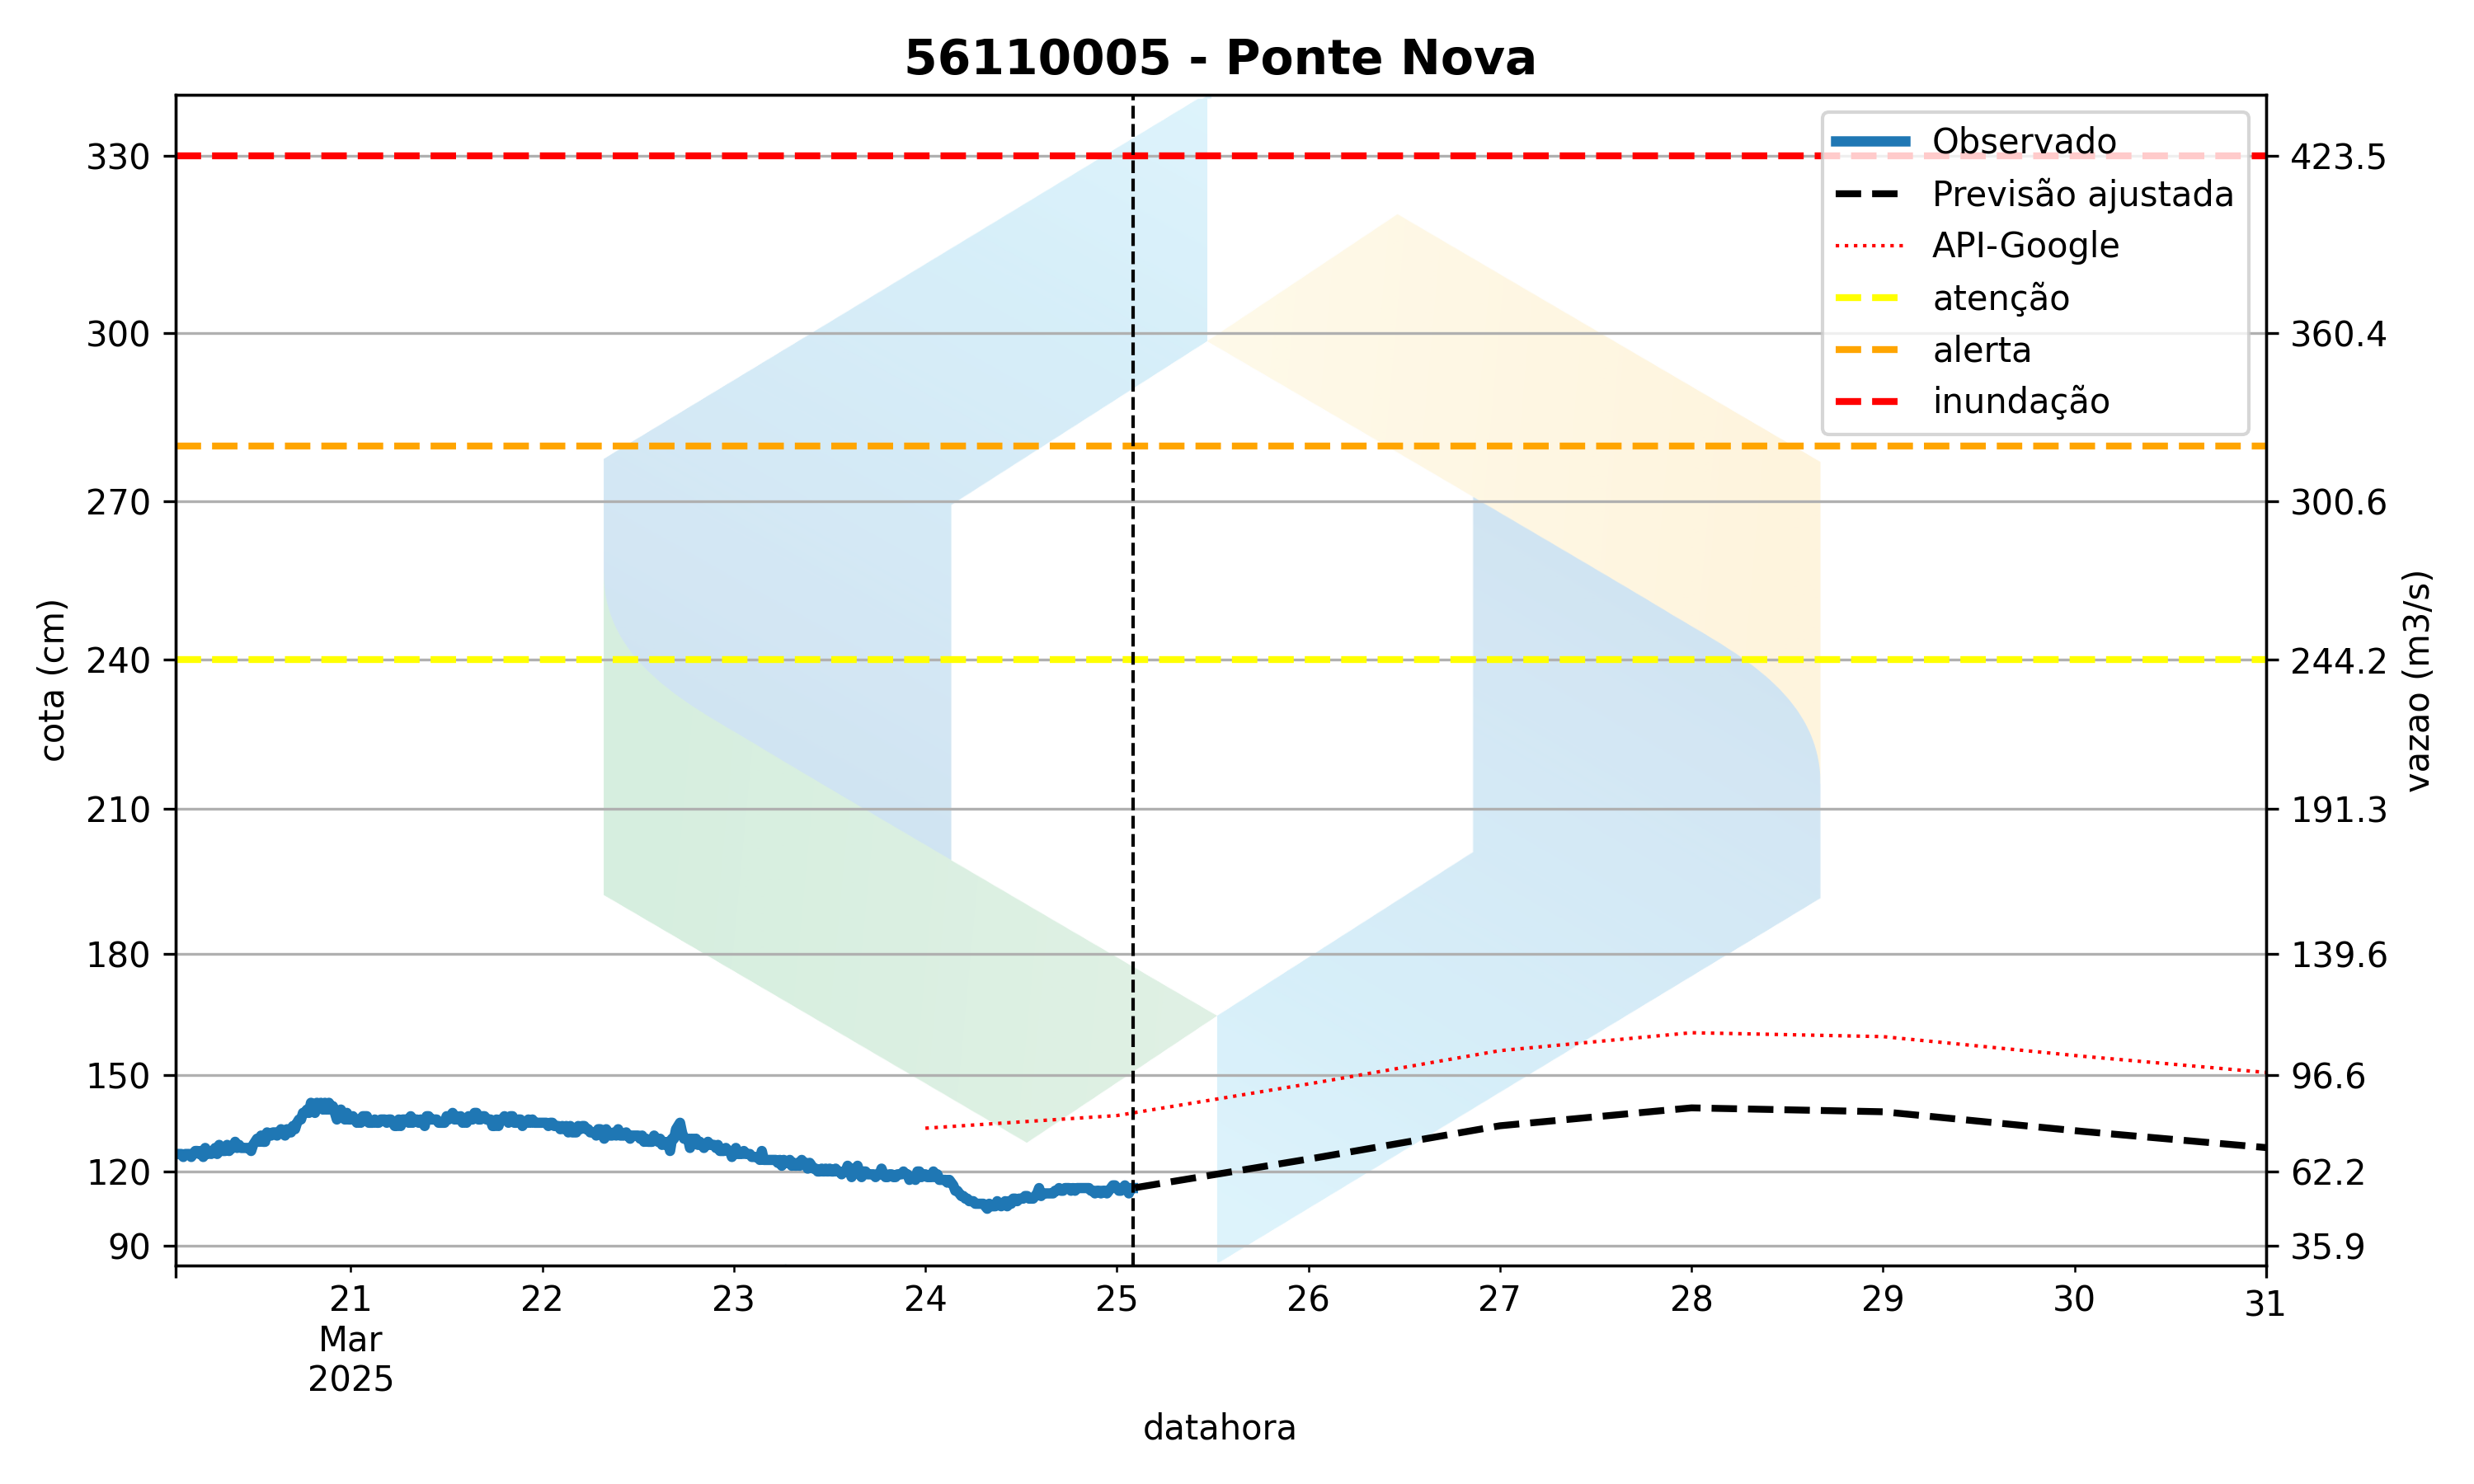 56110005 - Ponte Nova
Observado
Previsão ajustada
API-Google
atenção
alerta
inundação
cota (cm)
330
300
270
240
210
180
150
120
90
423.5
360.4
300.6
244.2
191.3
139.6
96.6
62.2
35.9
vazao (m3/s)
21 22 23 24 25 26 27 28 29 30 31
Mar
2025
datahora